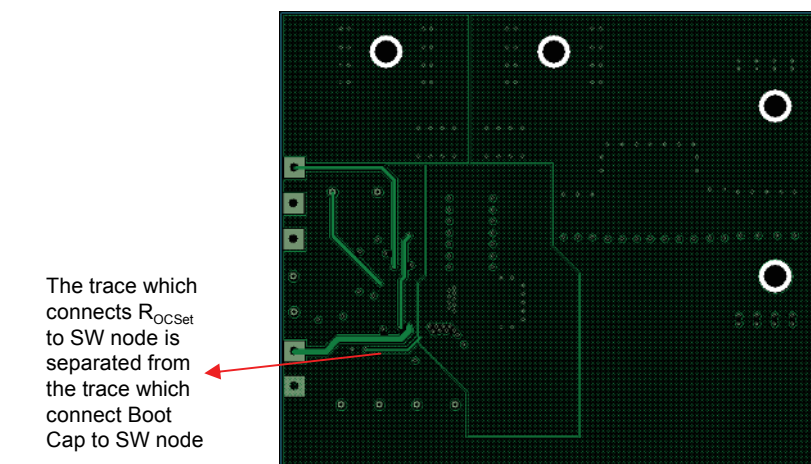 The trace which
connects ROCSet
to SW node is
separated from
the trace which
connect Boot
Cap to SW node